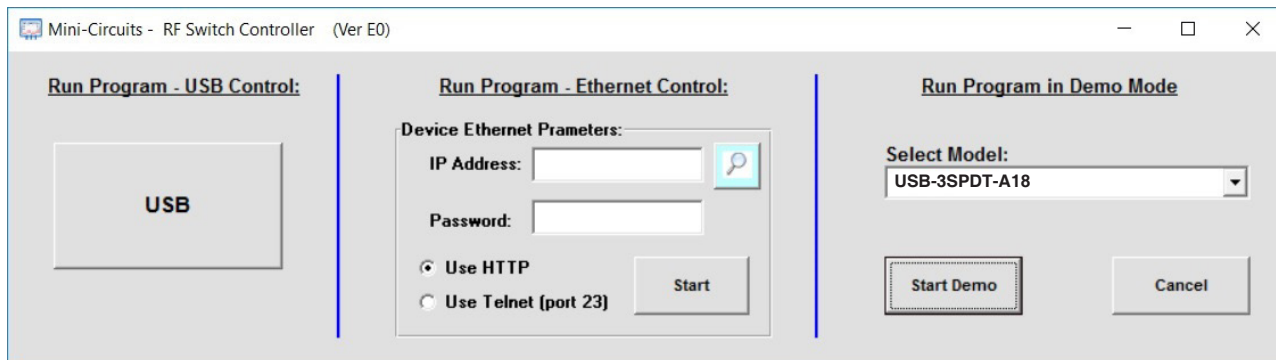 Mini-Circuits - RF Switch Controller (Ver E0)
Run Program - USB Control:
USB
Run Program - Ethernet Control:
Device Ethernet Prameters:
IP Address:
Password:
Use HTTP
Use Telnet (port 23)
Start
Run Program in Demo Mode
Select Model:
USB-3SPDT-A18
Start Demo
Cancel